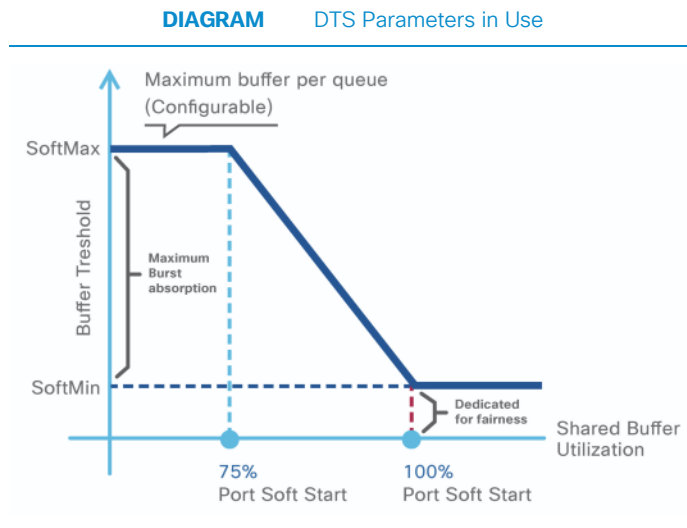 DIAGRAM DTS Parameters in Use
Maximum buffer per queue
(Configurable)
SoftMax
Buffer Treshold
Maximum
Burst
absorption
SoftMin
Dedicated
for fairness
Shared Buffer
Utilization
75%
Port Soft Start
100%
Port Soft Start